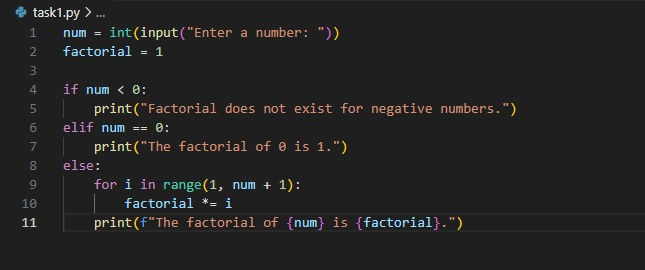 task1.py > ...
1 num = int(input("Enter a number: "))
2 factorial = 1
3
4 if num < 0:
5     print("Factorial does not exist for negative numbers.")
6 elif num == 0:
7     print("The factorial of 0 is 1.")
8 else:
9     for i in range(1, num + 1):
10         factorial *= i
11     print(f"The factorial of {num} is {factorial}.")